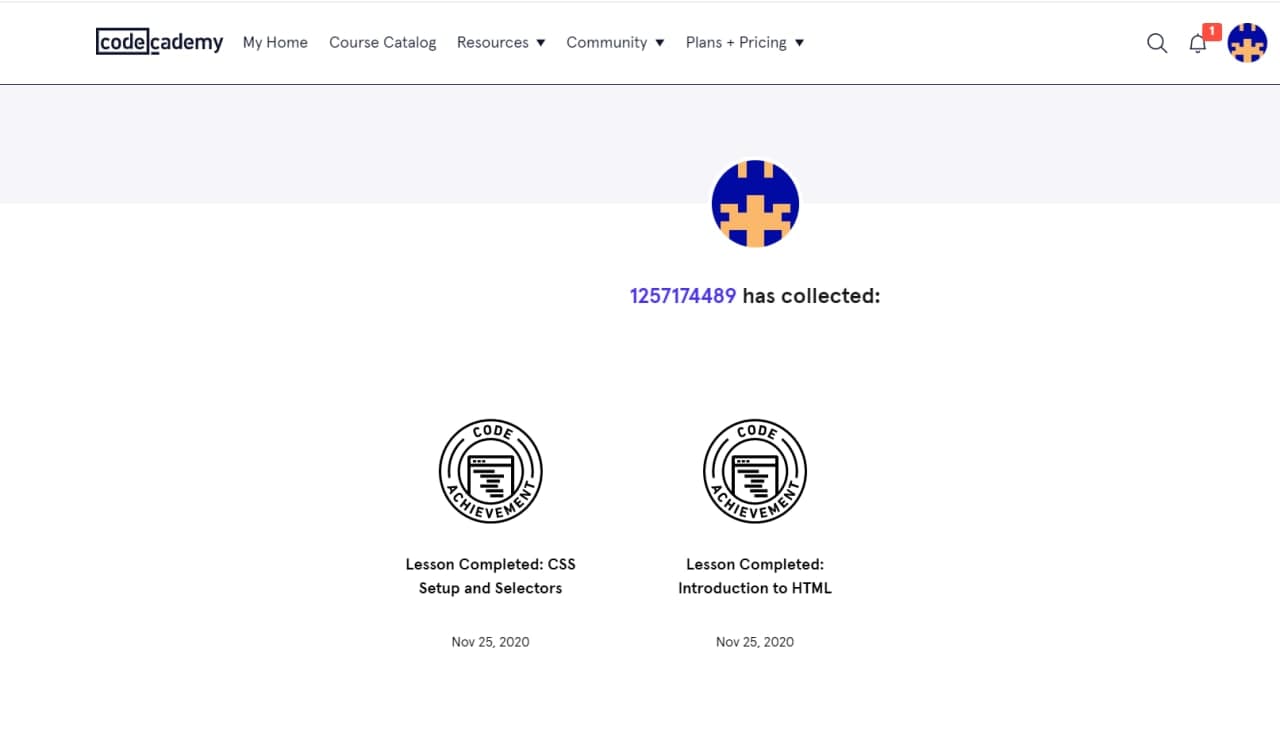 codecademy My Home Course Catalog Resources ▼ Community ▼ Plans + Pricing ▼ 1
1257174489 has collected:
CODE ACHIEVEMENT
CODE ACHIEVEMENT
Lesson Completed: CSS
Setup and Selectors
Nov 25, 2020
Lesson Completed:
Introduction to HTML
Nov 25, 2020